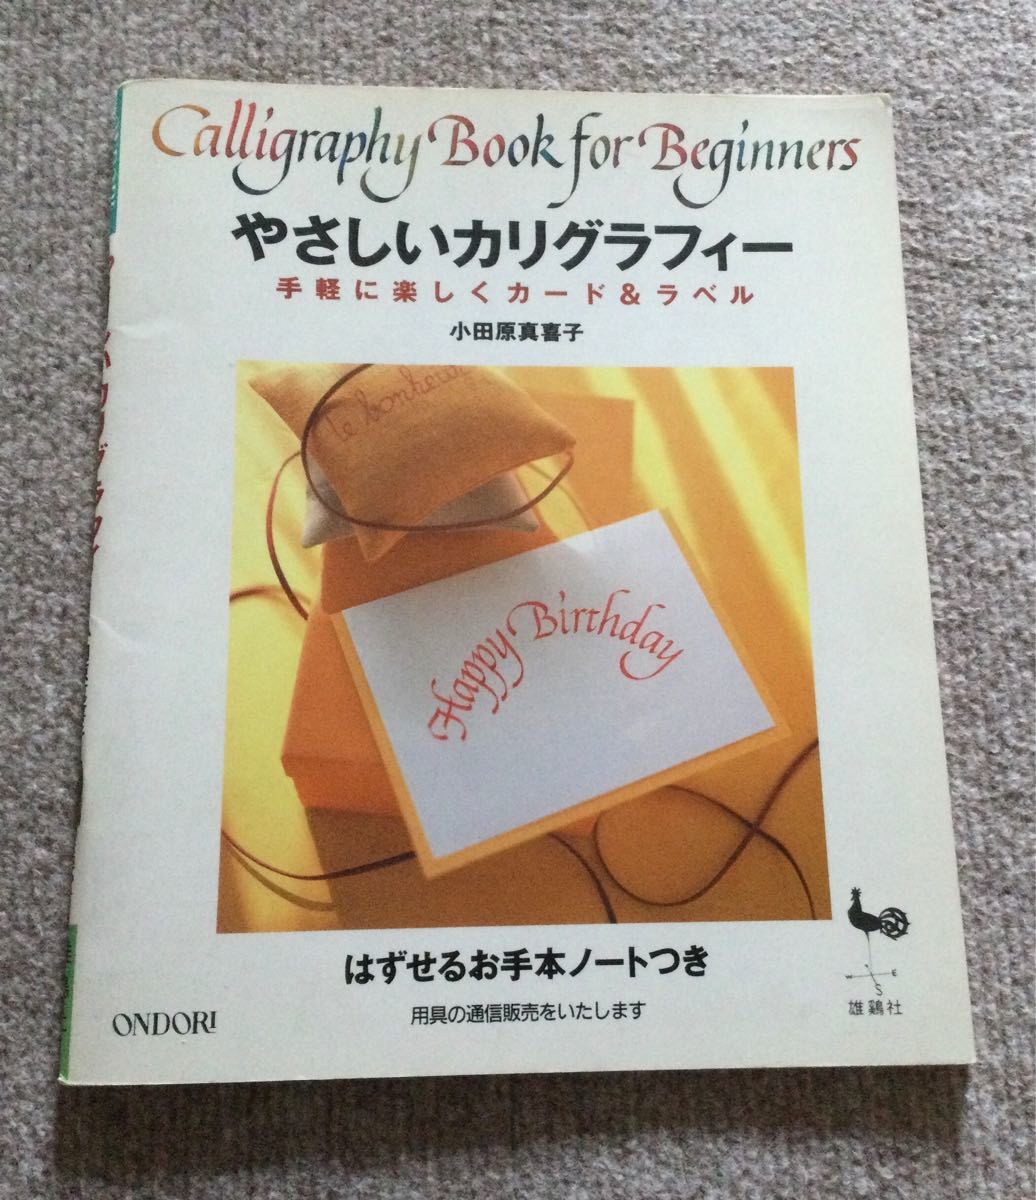 Calligraphy Book for Beginners
やさしいカリグラフィー
手軽に楽しくカード&ラベル
小田原真喜子
le bonheur
Happy Birthday
はずせるお手本ノートつき
用具の通信販売をいたします
ONDORI
W E
S
雄鷄社